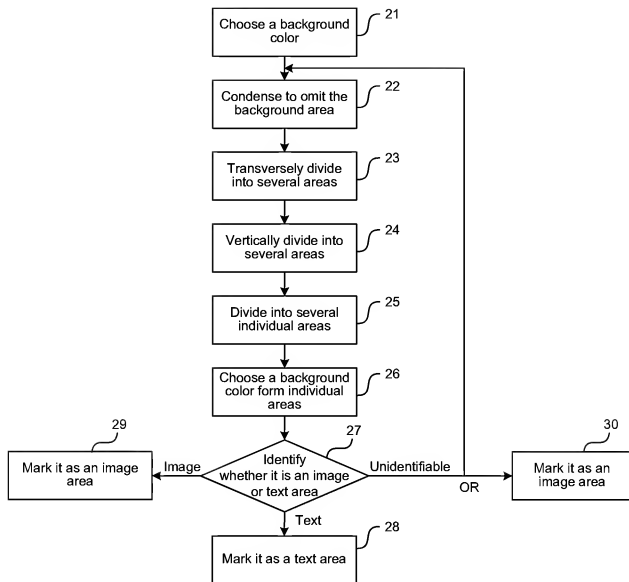 Choose a background
color
21
Condense to omit the
background area
22
Transversely divide
into several areas
23
Vertically divide into
several areas
24
Divide into several
individual areas
25
Choose a background
color form individual
areas
26
27
Identify
whether it is an image
or text area
Image
29
Mark it as an image
area
Unidentifiable
OR
30
Mark it as an
image area
Text
28
Mark it as a text area